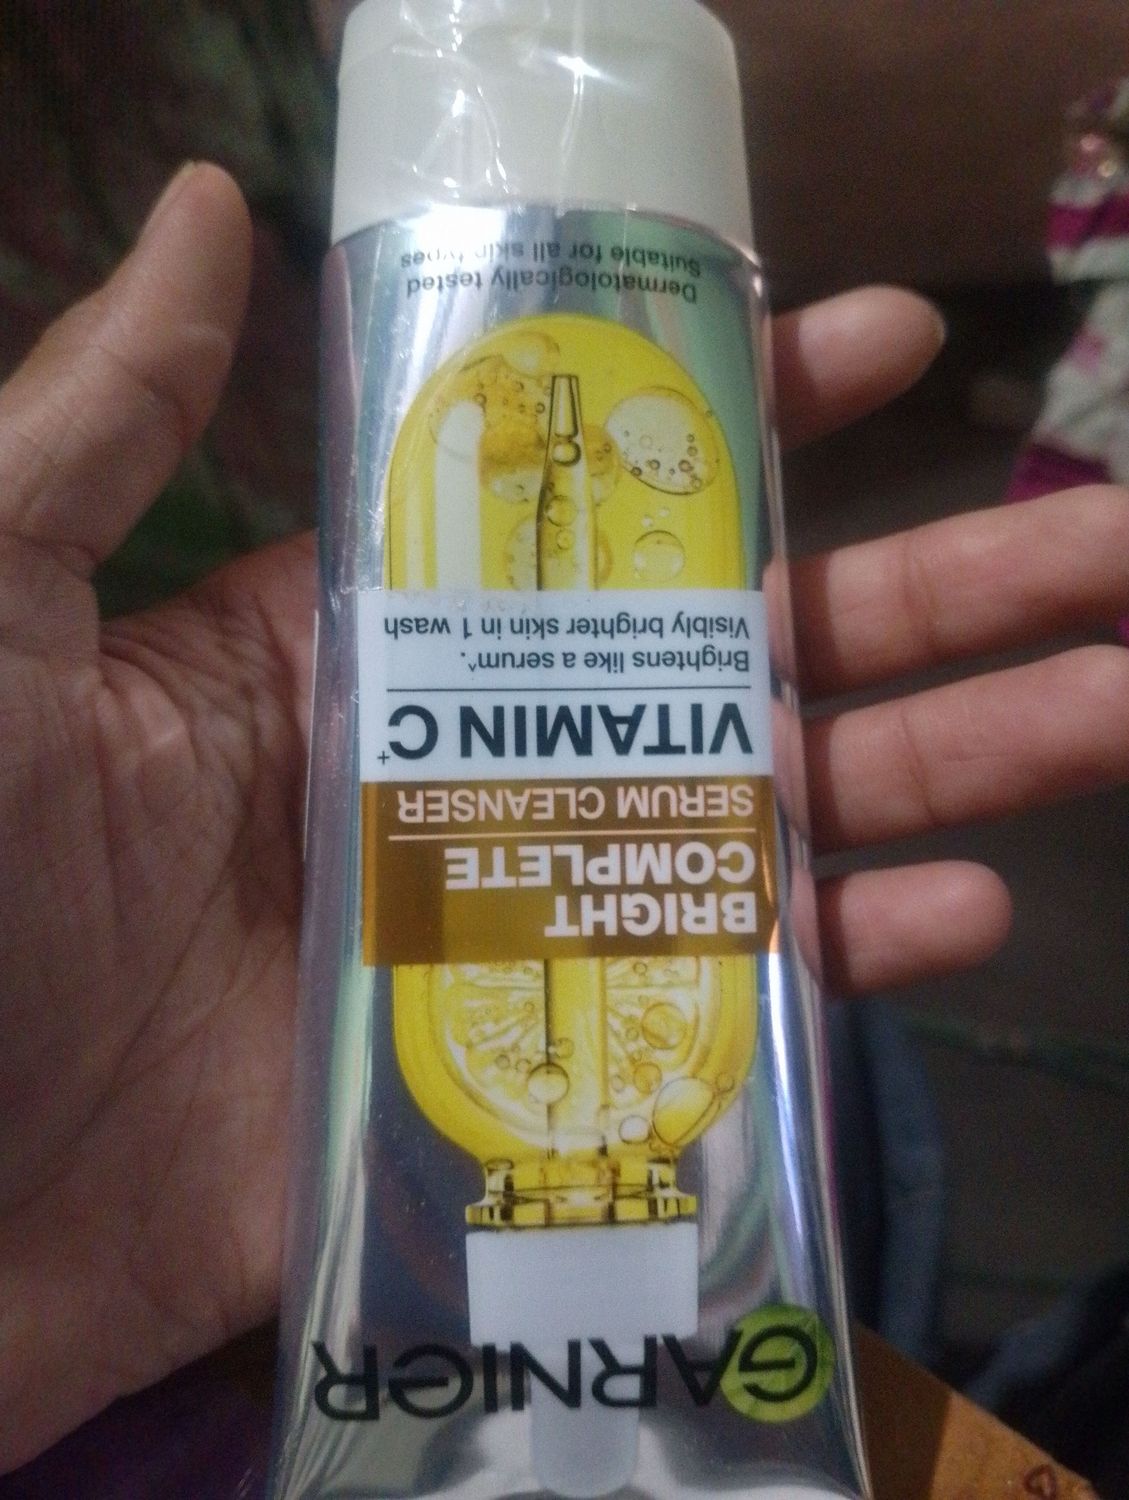 GARNIER
BRIGHT
COMPLETE
SERUM CLEANSER
VITAMIN C+
Brightens like a serum^.
Visibly brighter skin in 1 wash
Dermatologically tested
Suitable for all skin types